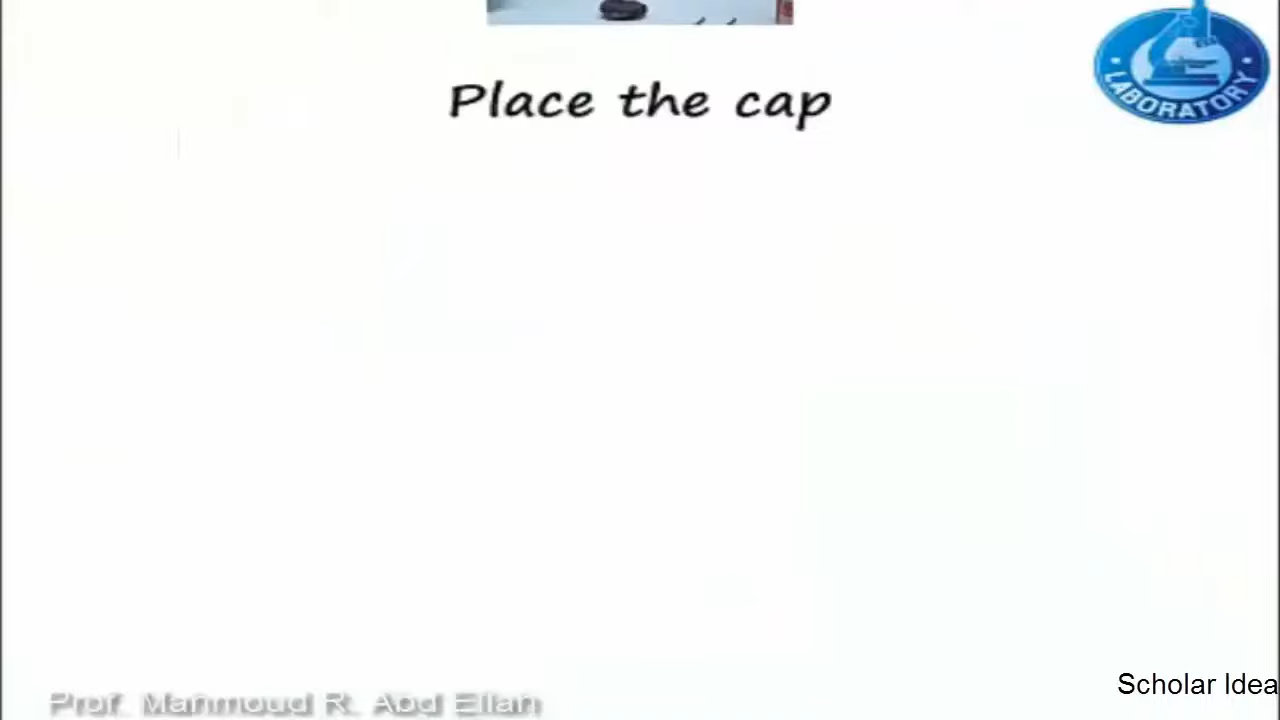 Place the cap
LABORATORY
Scholar Idea
Prof. Mahmoud R. Abd Ellah